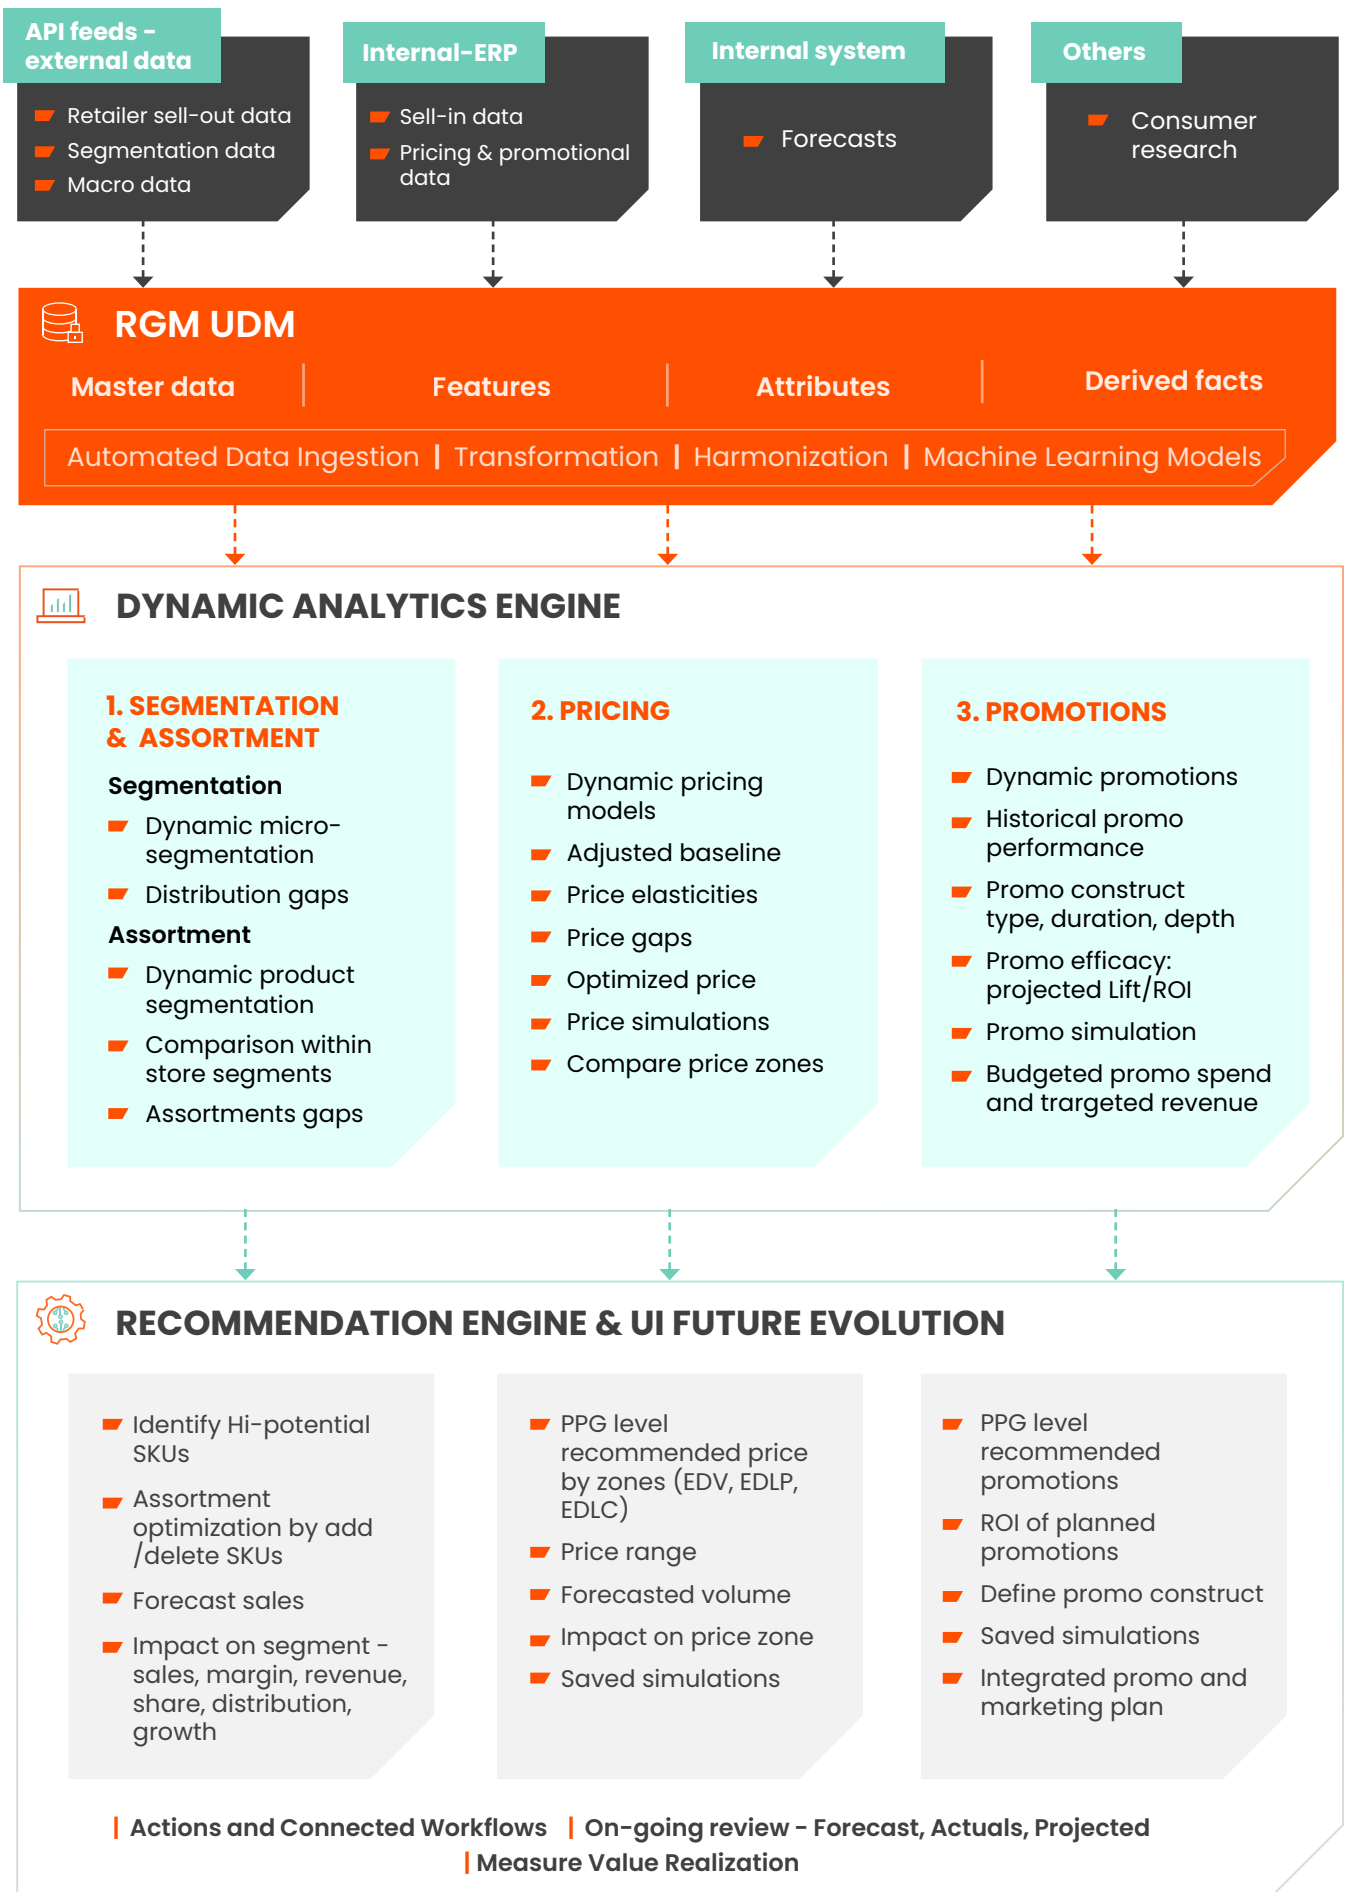 API feeds -
external data
Retailer sell-out data
Segmentation data
Macro data
Internal-ERP
Sell-in data
Pricing & promotional
data
Internal system
Forecasts
Others
Consumer
research
RGM UDM
Master data
Features
Attributes
Derived facts
Automated Data Ingestion | Transformation | Harmonization | Machine Learning Models
DYNAMIC ANALYTICS ENGINE
1. SEGMENTATION
& ASSORTMENT
Segmentation
Dynamic micro-
segmentation
Distribution gaps
Assortment
Dynamic product
segmentation
Comparison within
store segments
Assortments gaps
2. PRICING
Dynamic pricing
models
Adjusted baseline
Price elasticities
Price gaps
Optimized price
Price simulations
Compare price zones
3. PROMOTIONS
Dynamic promotions
Historical promo
performance
Promo construct
type, duration, depth
Promo efficacy:
projected Lift/ROI
Promo simulation
Budgeted promo spend
and trargeted revenue
RECOMMENDATION ENGINE & UI FUTURE EVOLUTION
Identify Hi-potential
SKUs
Assortment
optimization by add
/delete SKUs
Forecast sales
Impact on segment -
sales, margin, revenue,
share, distribution,
growth
PPG level
recommended price
by zones (EDV, EDLP,
EDLC)
Price range
Forecasted volume
Impact on price zone
Saved simulations
PPG level
recommended
promotions
ROI of planned
promotions
Define promo construct
Saved simulations
Integrated promo and
marketing plan
| Actions and Connected Workflows | On-going review - Forecast, Actuals, Projected
| Measure Value Realization